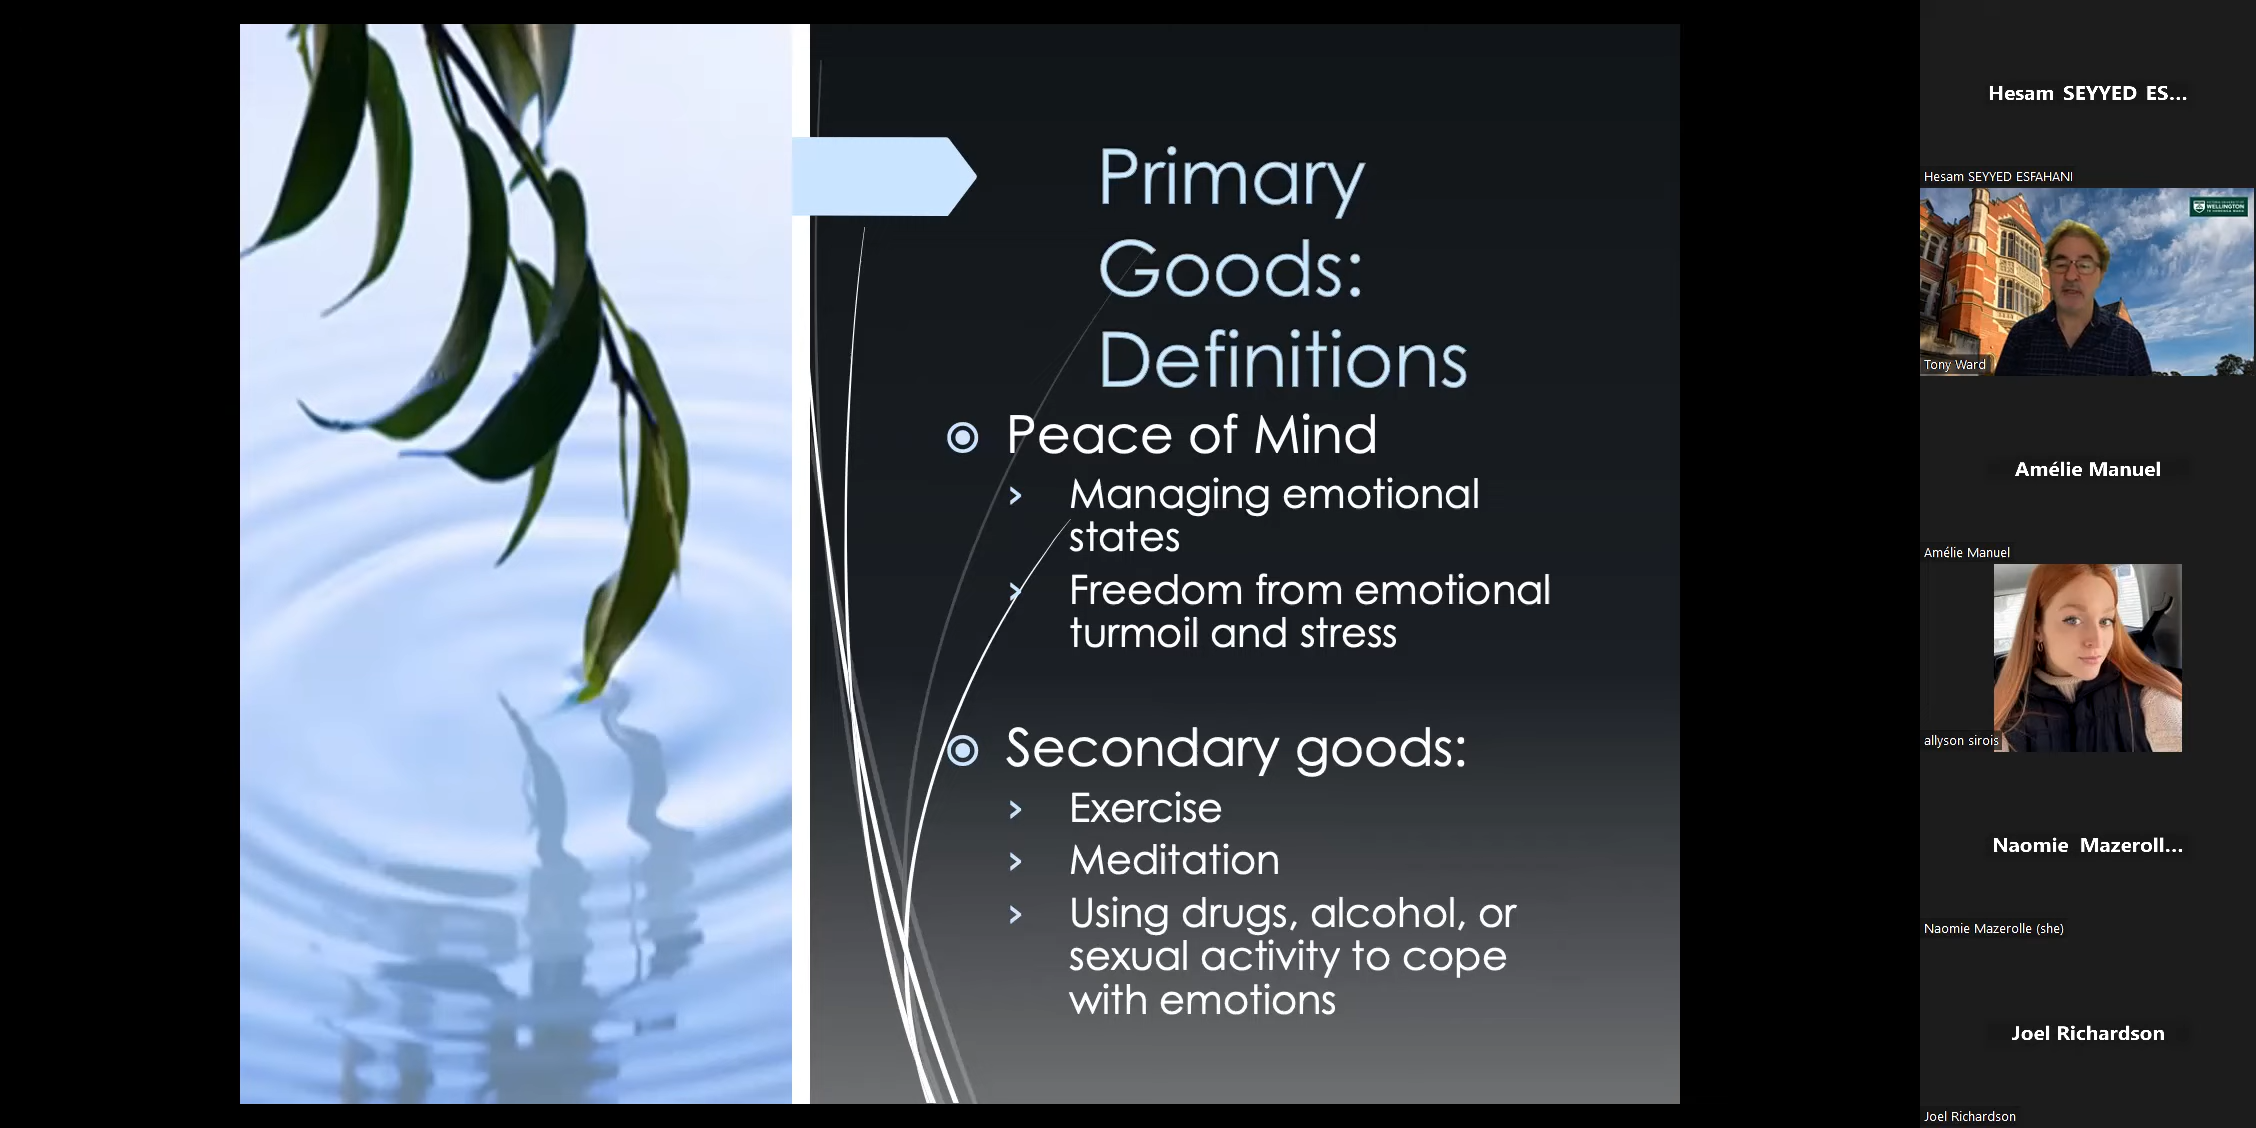 Primary
Goods:
Definitions
Peace of Mind
Managing emotional
states
Freedom from emotional
turmoil and stress
Secondary goods:
Exercise
Meditation
Using drugs, alcohol, or
sexual activity to cope
with emotions
Hesam SEYYED ES...
Hesam SEYYED ESFAHANI
WELLINGTON
Tony Ward
Amélie Manuel
Amélie Manuel
allyson sirois
Naomie Mazeroll...
Naomie Mazerolle (she)
Joel Richardson
Joel Richardson